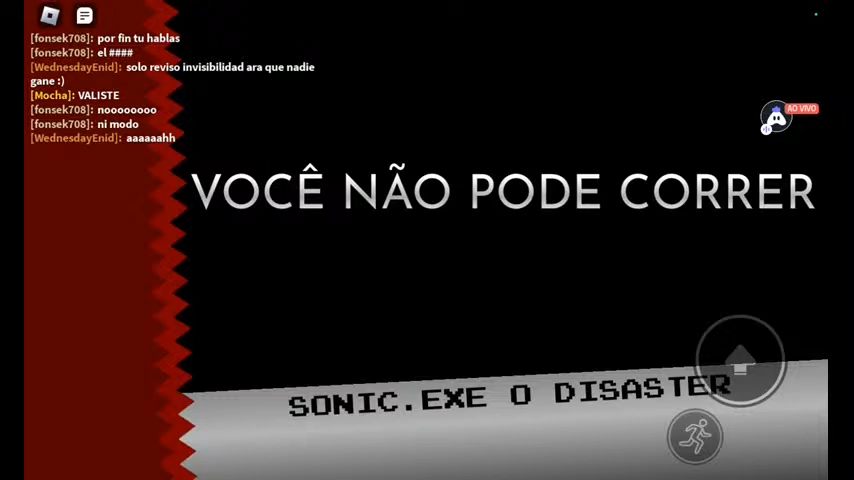 [fonsek708]: por fin tu hablas
[fonsek708]: el ####
[WednesdayEnid]: solo reviso invisibilidad ara que nadie
gane :)
[Mocha]: VALISTE
[fonsek708]: noooooooo
[fonsek708]: ni modo
[WednesdayEnid]: aaaaaahh
AO VIVO
VOCÊ NÃO PODE CORRER
SONIC.EXE O DISASTER